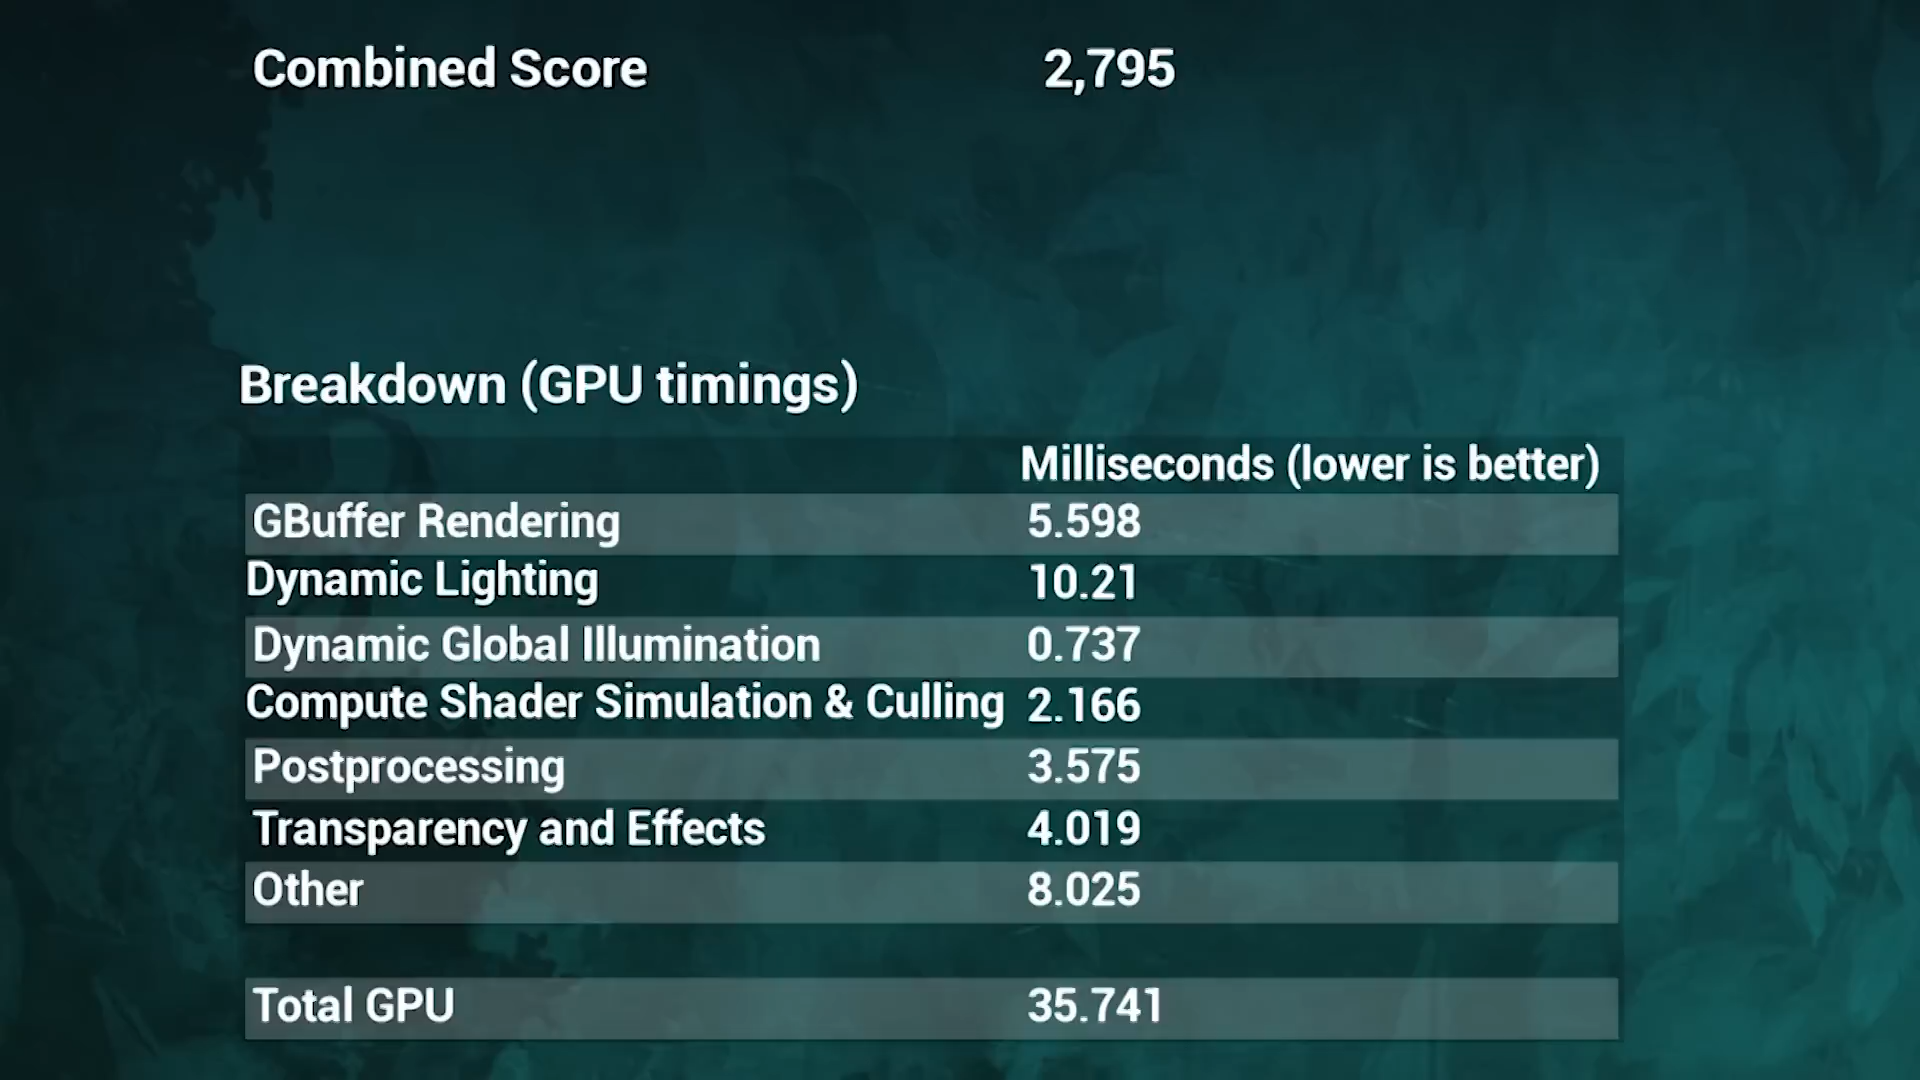 Combined Score 2,795
Breakdown (GPU timings)
Milliseconds (lower is better)
GBuffer Rendering 5.598
Dynamic Lighting 10.21
Dynamic Global Illumination 0.737
Compute Shader Simulation & Culling 2.166
Postprocessing 3.575
Transparency and Effects 4.019
Other 8.025
Total GPU 35.741